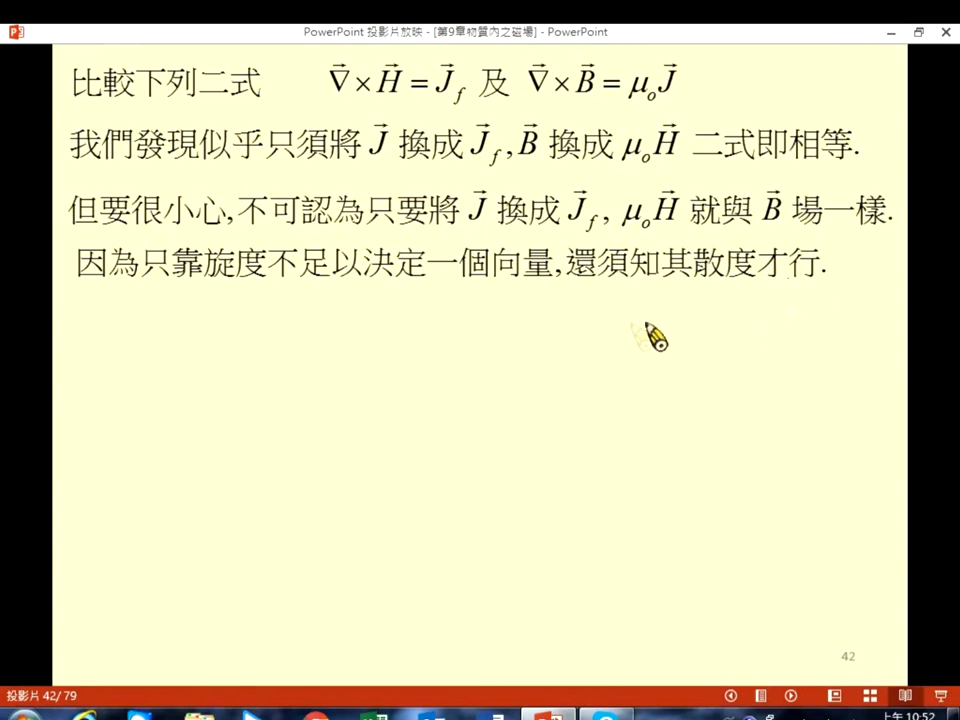 PowerPoint 投影片放映 - [第9章物質內之磁場] - PowerPoint
比較下列二式 ∇⃗ × H⃗ = J⃗_f 及 ∇⃗ × B⃗ = μ_o J⃗
我們發現似乎只須將 J⃗ 換成 J⃗_f, B⃗ 換成 μ_o H⃗ 二式即相等.
但要很小心,不可認為只要將 J⃗ 換成 J⃗_f, μ_o H⃗ 就與 B⃗ 場一樣.
因為只靠旋度不足以決定一個向量,還須知其散度才行.
42
投影片 42/79
上午 10:52